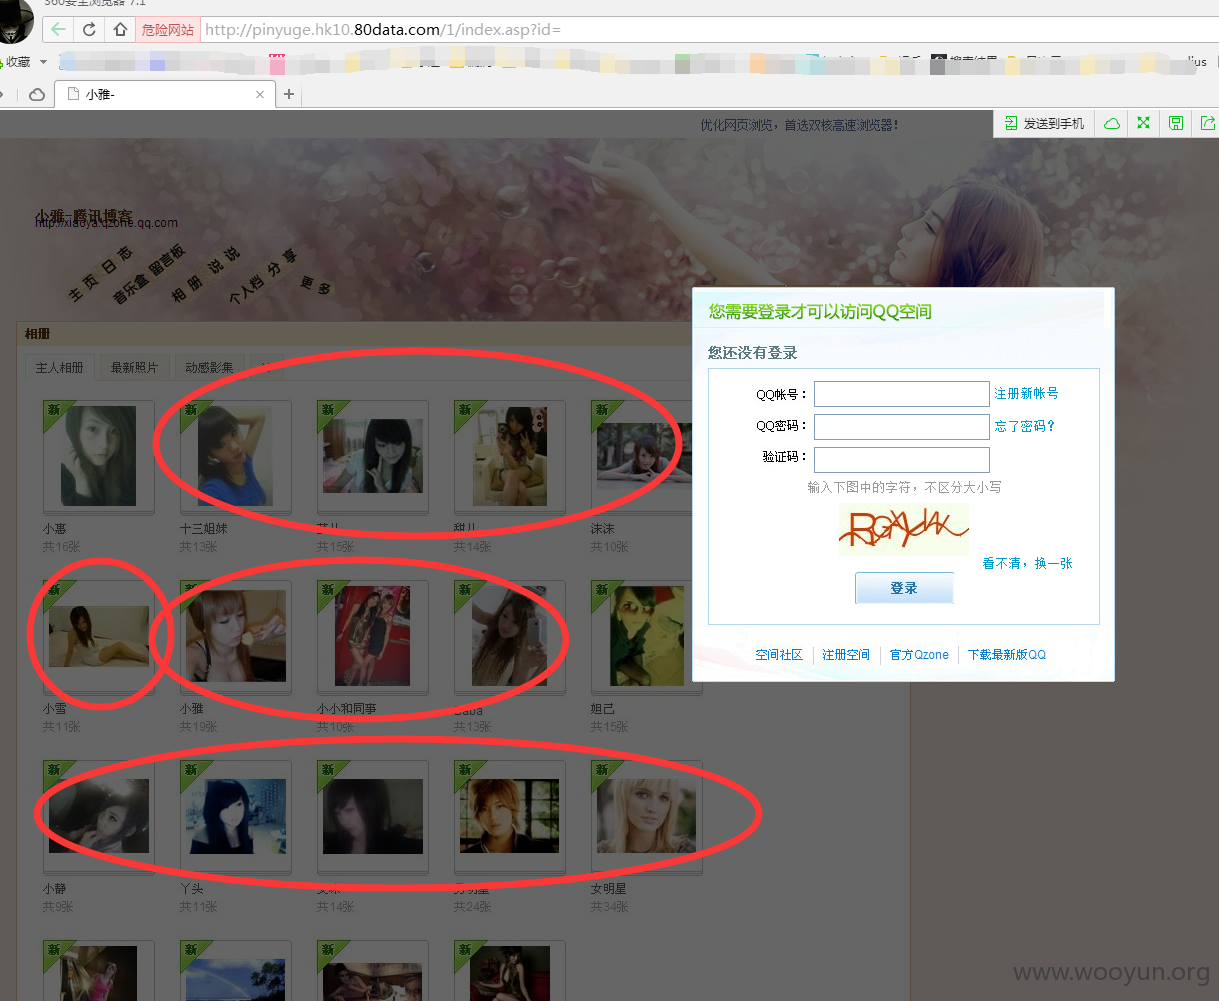 360安全浏览器 7.1
危险网站 http://pinyuge.hk10.80data.com/1/index.asp?id=
收藏
小雅-
优化网页浏览，首选双核高速浏览器!
发送到手机
小雅-腾讯博客
http://xiaoya.qzone.qq.com
主页 日志
音乐盒 留言板
相册 说说
个人档 分享
更多
相册
主人相册 最新照片 动感影集
新 新 新 新 新
小惠 十三姐妹 甜儿 沫沫
共16张 共13张 共15张 共14张 共10张
新 新 新 新 新
小雪 小雅 小小和同事 Baba 妲己
共11张 共19张 共10张 共13张 共15张
新 新 新 新 新
小静 丫头 男明星 女明星
共9张 共11张 共14张 共24张 共34张
新 新 新 新
您需要登录才可以访问QQ空间
您还没有登录
QQ帐号： 注册新帐号
QQ密码： 忘了密码?
验证码：
输入下图中的字符，不区分大小写
看不清，换一张
登录
空间社区 注册空间 官方Qzone 下载最新版QQ
www.wooyun.org